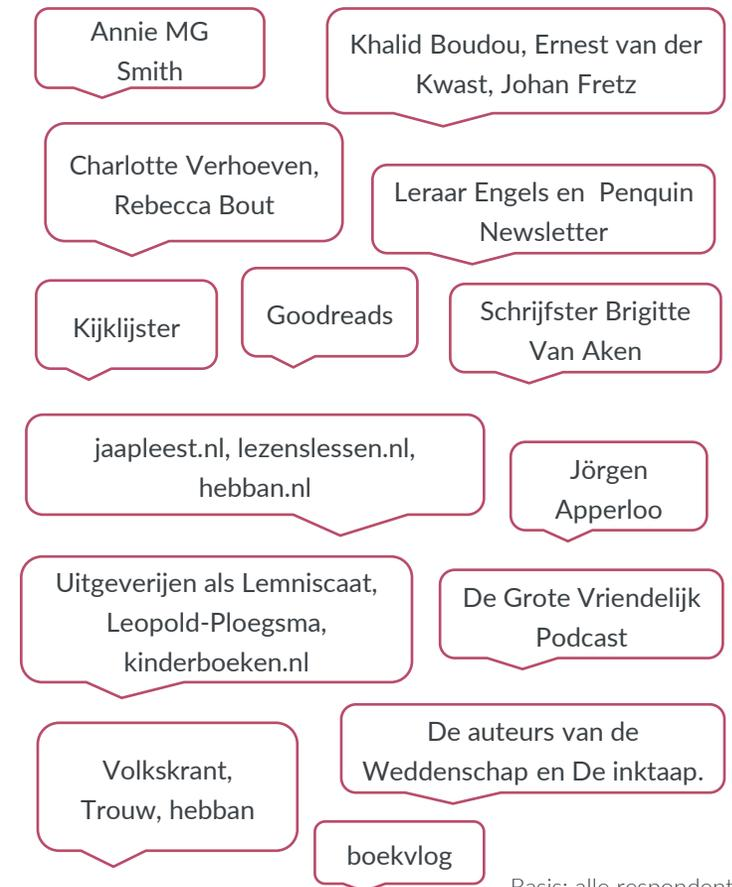 Annie MG
Smith
Khalid Boudou, Ernest van der
Kwast, Johan Fretz
Charlotte Verhoeven,
Rebecca Bout
Leraar Engels en Penquin
Newsletter
Kijklijster
Goodreads
Schrijfster Brigitte
Van Aken
jaapleest.nl, lezenslessen.nl,
hebban.nl
Jörgen
Apperloo
Uitgeverijen als Lemniscaat,
Leopold-Ploegsma,
kinderboeken.nl
De Grote Vriendelijk
Podcast
De auteurs van de
Weddenschap en De inktaap.
Volkskrant,
Trouw, hebban
boekvlog
Basis: alle respondent